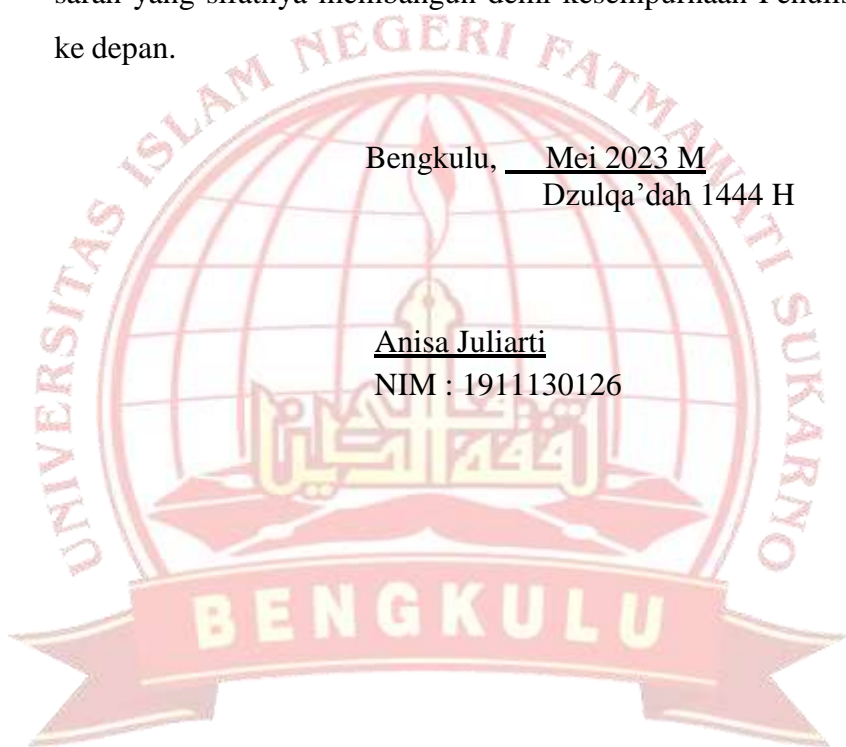 saran yang sifatnya membangun demi kesempurnaan Penulis
ke depan.
Bengkulu, Mei 2023 M
Dzulqa’dah 1444 H
Anisa Juliarti
NIM : 1911130126
UNIVERSITAS ISLAM NEGERI FATMAWATI SUKARNO
BENGKULU